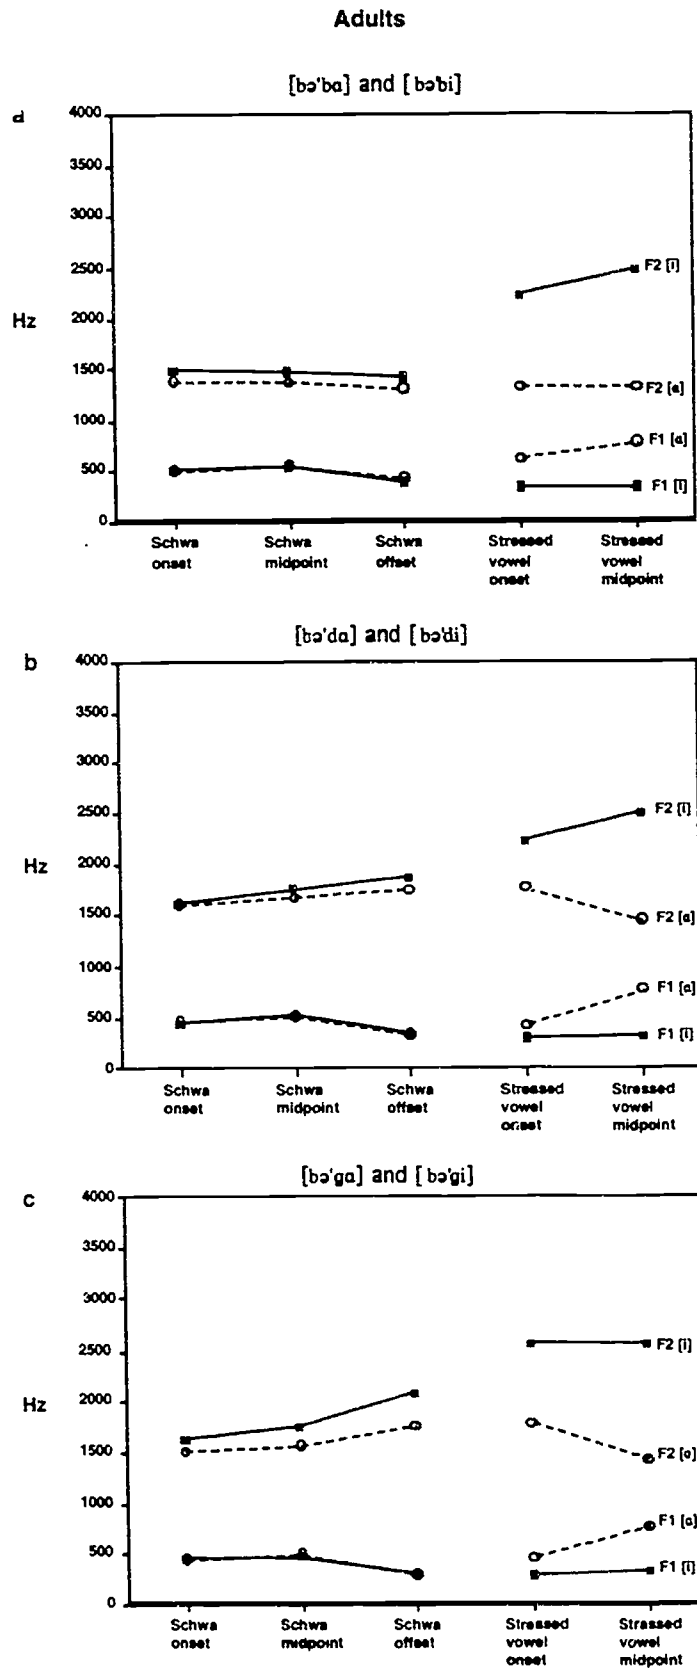 Adults
[bə'bɑ] and [bə'bi]
a
4000
3500
3000
2500
2000
1500
1000
500
0
Hz
F2 [i]
F2 [ɑ]
F1 [ɑ]
F1 [i]
Schwa onset
Schwa midpoint
Schwa offset
Stressed vowel onset
Stressed vowel midpoint
[bə'dɑ] and [bə'di]
b
4000
3500
3000
2500
2000
1500
1000
500
0
Hz
F2 [i]
F2 [ɑ]
F1 [ɑ]
F1 [i]
Schwa onset
Schwa midpoint
Schwa offset
Stressed vowel onset
Stressed vowel midpoint
[bə'gɑ] and [bə'gi]
c
4000
3500
3000
2500
2000
1500
1000
500
0
Hz
F2 [i]
F2 [ɑ]
F1 [ɑ]
F1 [i]
Schwa onset
Schwa midpoint
Schwa offset
Stressed vowel onset
Stressed vowel midpoint